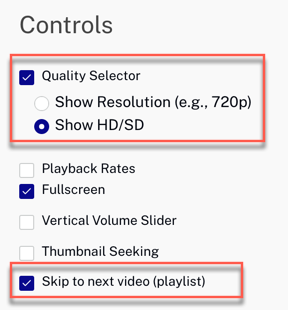 Controls
Quality Selector
Show Resolution (e.g., 720p)
Show HD/SD
Playback Rates
Fullscreen
Vertical Volume Slider
Thumbnail Seeking
Skip to next video (playlist)